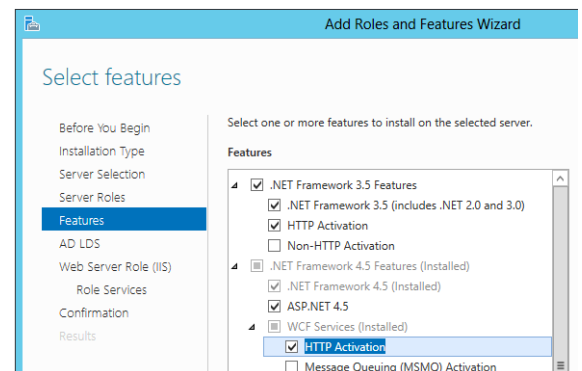 Add Roles and Features Wizard
Select features
Before You Begin
Installation Type
Server Selection
Server Roles
Features
AD LDS
Web Server Role (IIS)
Role Services
Confirmation
Results
Select one or more features to install on the selected server.
Features
.NET Framework 3.5 Features
.NET Framework 3.5 (includes .NET 2.0 and 3.0)
HTTP Activation
Non-HTTP Activation
.NET Framework 4.5 Features (Installed)
.NET Framework 4.5 (Installed)
ASP.NET 4.5
WCF Services (Installed)
HTTP Activation
Message Queuing (MSMQ) Activation